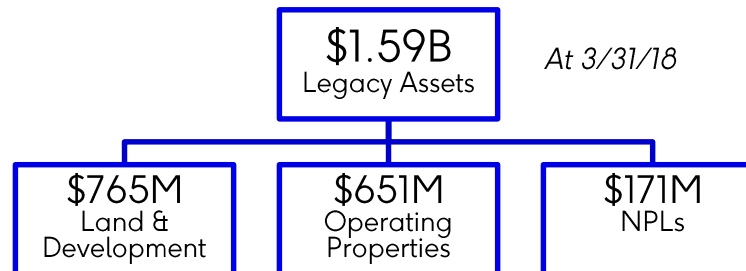 $1.59B
Legacy Assets
At 3/31/18
$765M
Land &
Development
$651M
Operating
Properties
$171M
NPLs